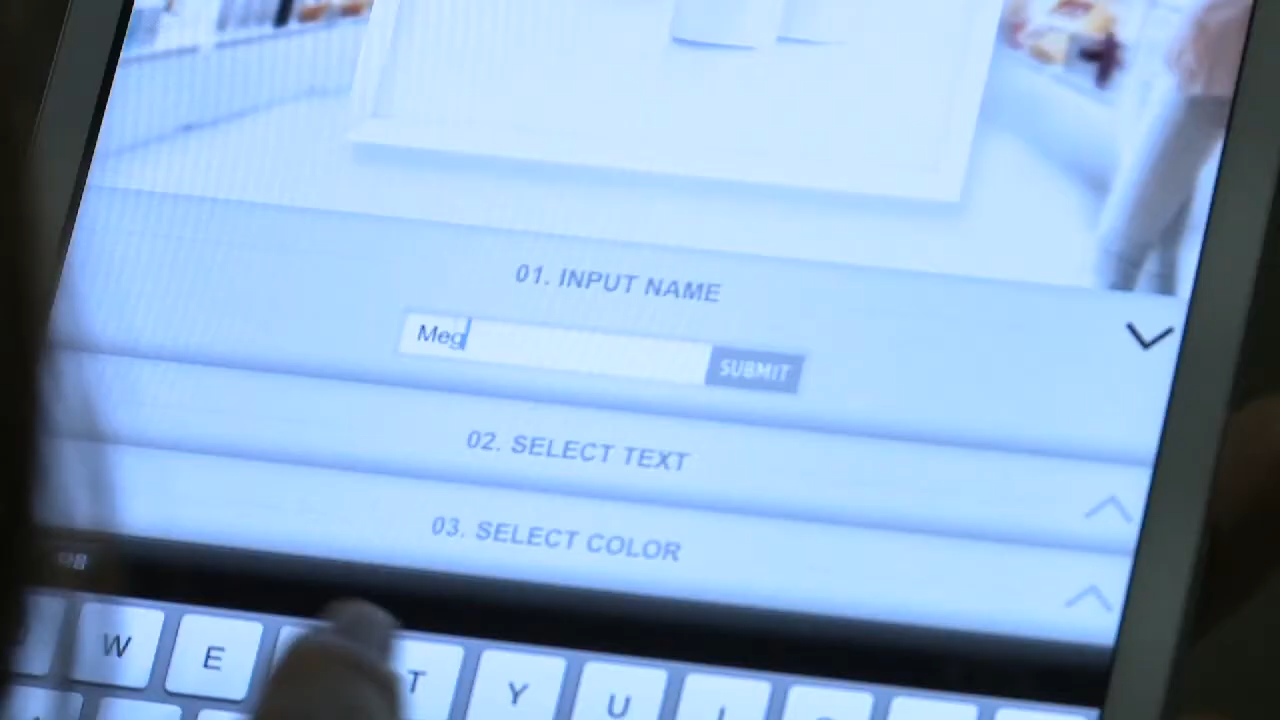 01. INPUT NAME
Meg
SUBMIT
02. SELECT TEXT
03. SELECT COLOR
W E T Y U